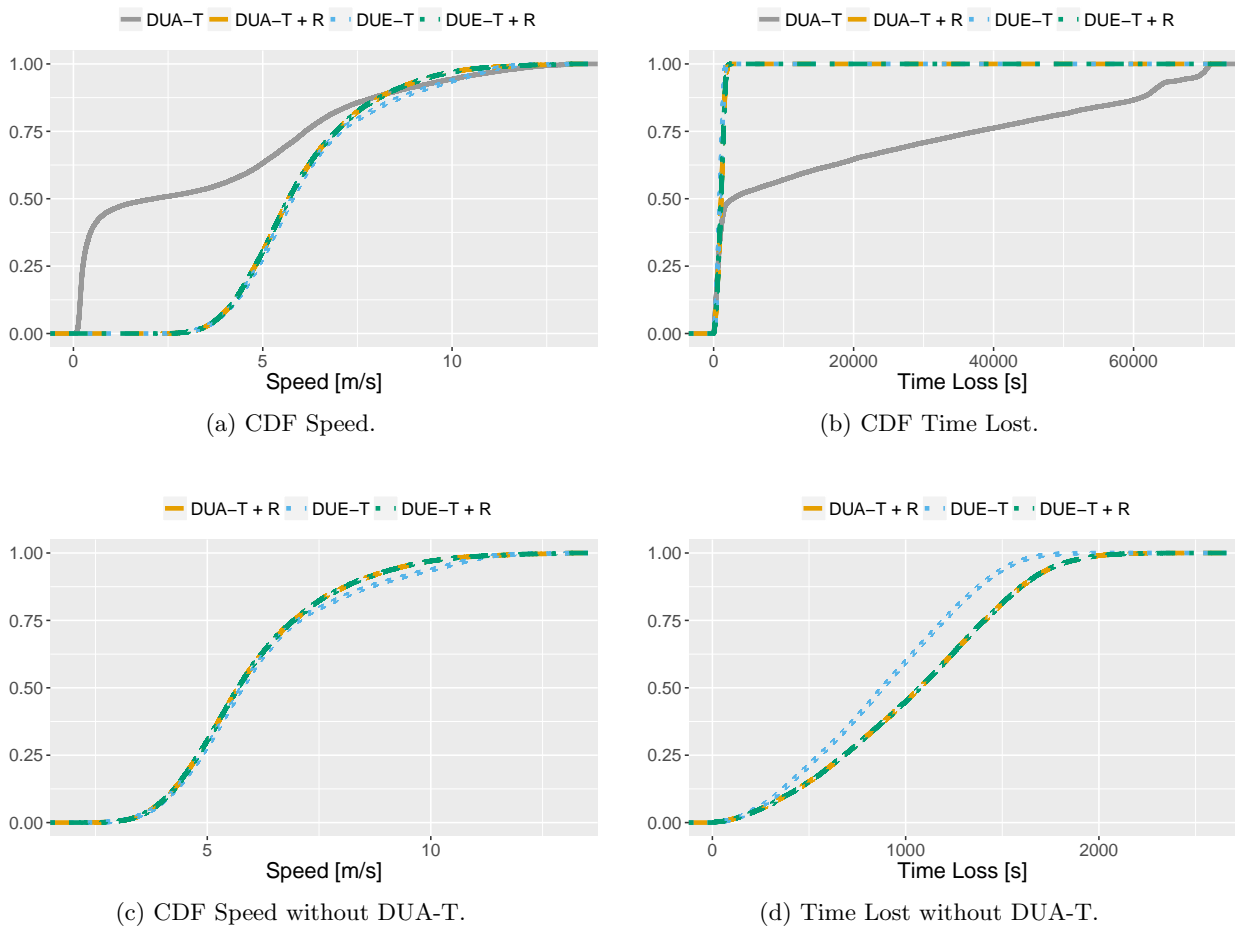 DUA−T DUA−T + R DUE−T DUE−T + R
1.00
0.75
0.50
0.25
0.00
0 5 10
Speed [m/s]
(a) CDF Speed.
DUA−T DUA−T + R DUE−T DUE−T + R
1.00
0.75
0.50
0.25
0.00
0 20000 40000 60000
Time Loss [s]
(b) CDF Time Lost.
DUA−T + R DUE−T DUE−T + R
1.00
0.75
0.50
0.25
0.00
5 10
Speed [m/s]
(c) CDF Speed without DUA-T.
DUA−T + R DUE−T DUE−T + R
1.00
0.75
0.50
0.25
0.00
0 1000 2000
Time Loss [s]
(d) Time Lost without DUA-T.